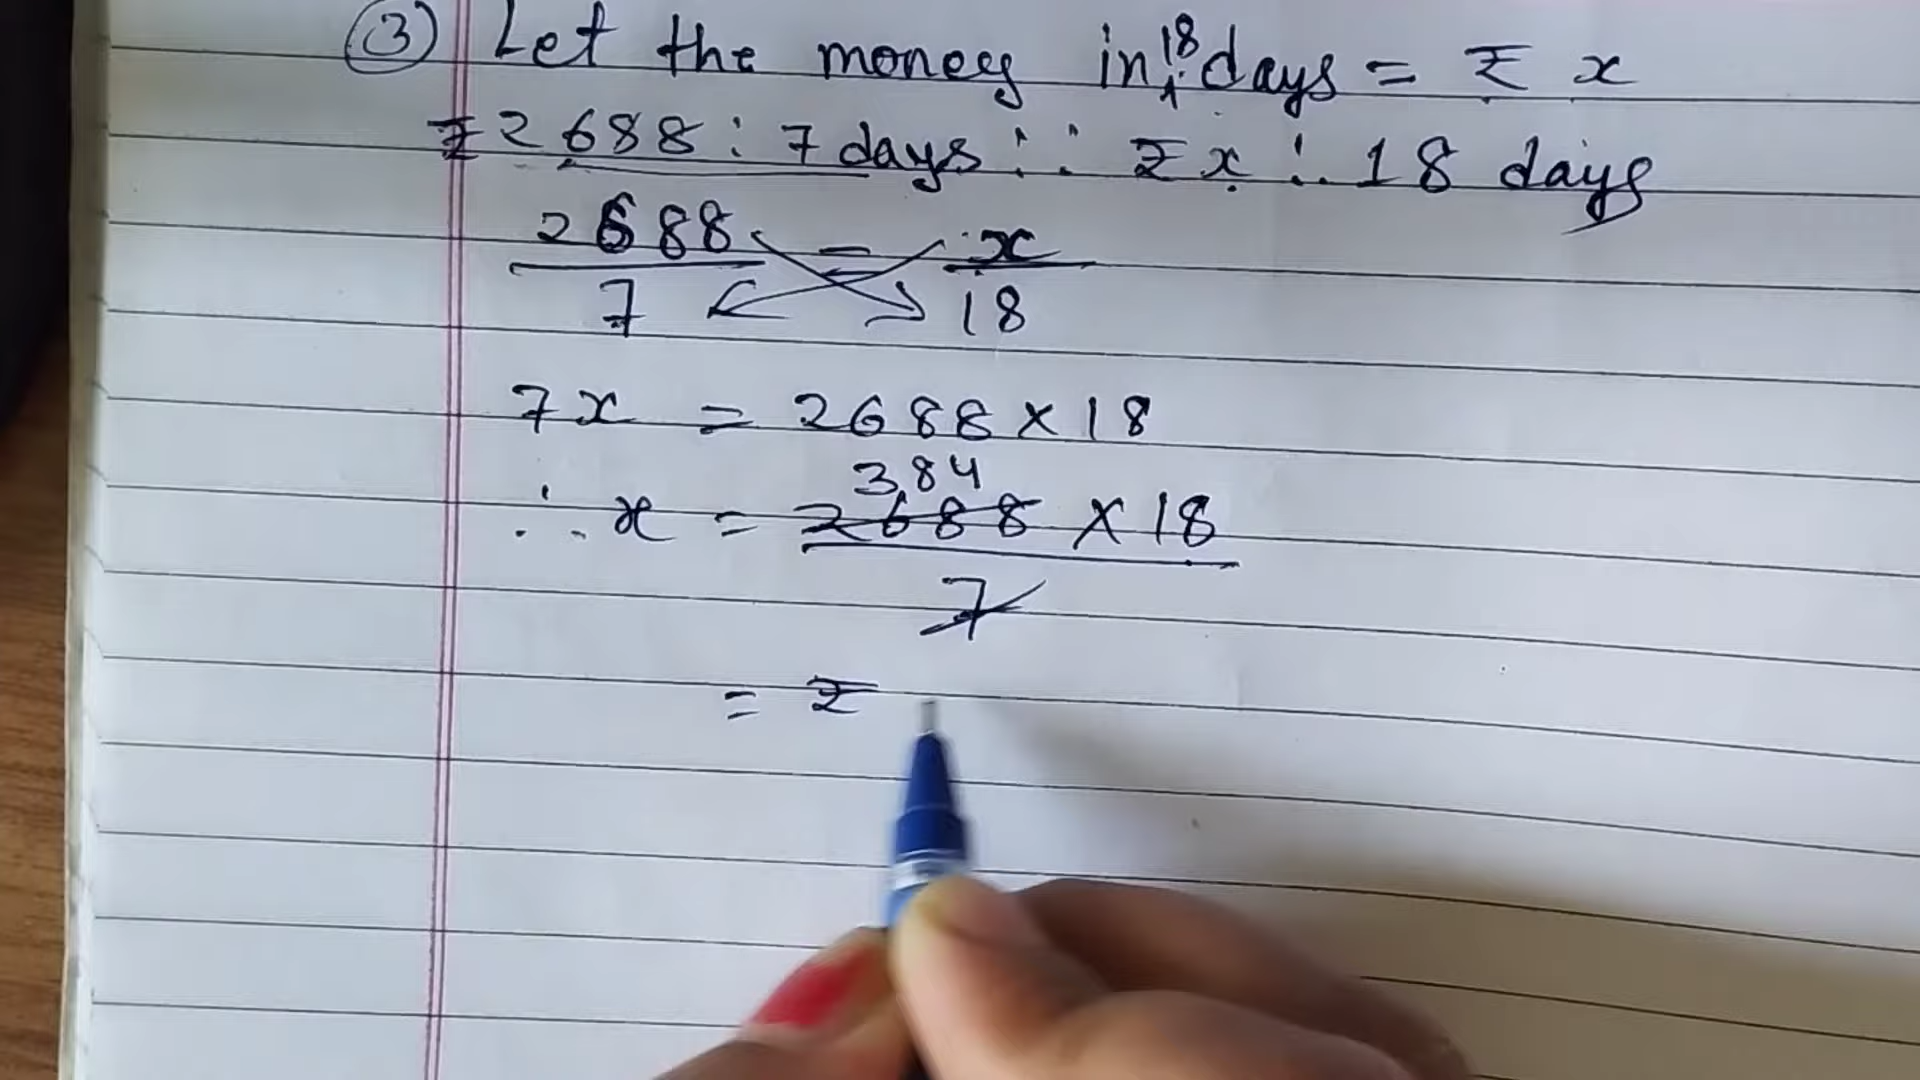 ③ Let the money in 18 days = ₹ x
₹ 2688 : 7 days :: ₹ x : 18 days
2688 = x
7 18
7x = 2688 × 18
384
∴ x = 2688 × 18
7
= ₹